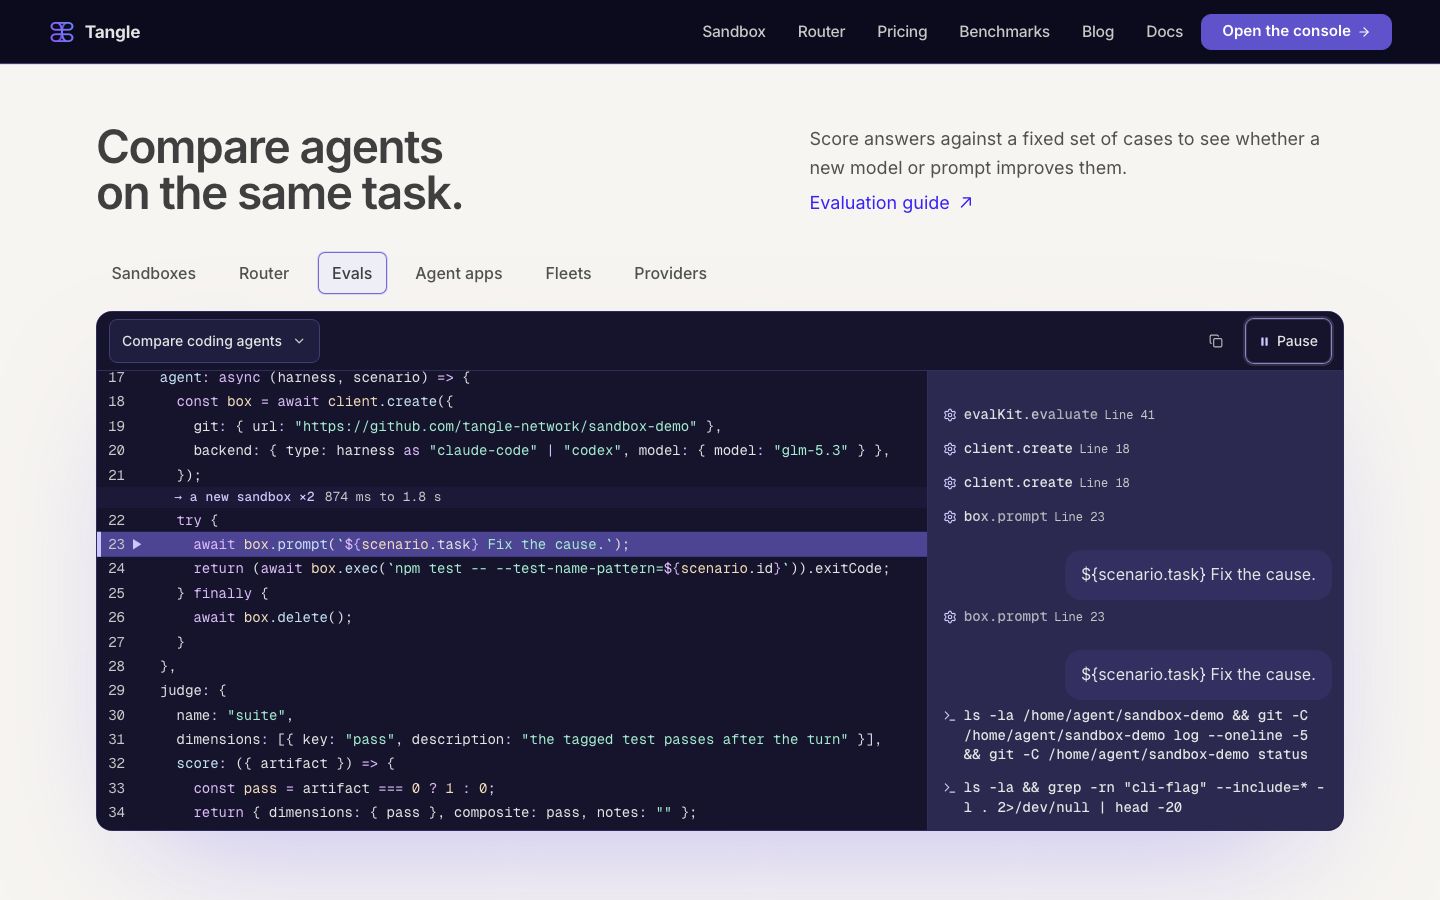 Tangle
Sandbox
Router
Pricing
Benchmarks
Blog
Docs
Open the console →
Compare agents
on the same task.
Score answers against a fixed set of cases to see whether a
new model or prompt improves them.
Evaluation guide ↗
Sandboxes
Router
Evals
Agent apps
Fleets
Providers
Compare coding agents
Pause
17 agent: async (harness, scenario) => {
18 const box = await client.create({
19 git: { url: "https://github.com/tangle-network/sandbox-demo" },
20 backend: { type: harness as "claude-code" | "codex", model: { model: "glm-5.3" } },
21 });
→ a new sandbox ×2 874 ms to 1.8 s
22 try {
23 await box.prompt(`${scenario.task} Fix the cause.`);
24 return (await box.exec(`npm test -- --test-name-pattern=${scenario.id}`)).exitCode;
25 } finally {
26 await box.delete();
27 }
28 },
29 judge: {
30 name: "suite",
31 dimensions: [{ key: "pass", description: "the tagged test passes after the turn" }],
32 score: ({ artifact }) => {
33 const pass = artifact === 0 ? 1 : 0;
34 return { dimensions: { pass }, composite: pass, notes: "" };
evalKit.evaluate Line 41
client.create Line 18
client.create Line 18
box.prompt Line 23
${scenario.task} Fix the cause.
box.prompt Line 23
${scenario.task} Fix the cause.
ls -la /home/agent/sandbox-demo && git -C
/home/agent/sandbox-demo log --oneline -5
&& git -C /home/agent/sandbox-demo status
ls -la && grep -rn "cli-flag" --include=* -
l . 2>/dev/null | head -20